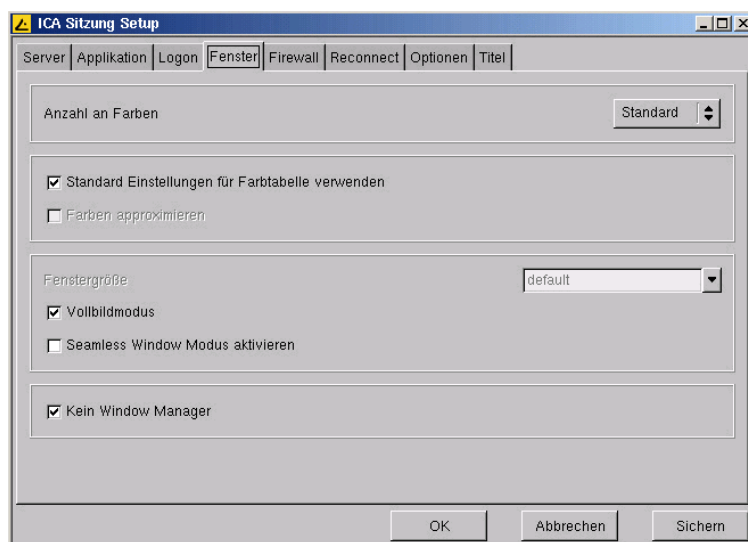 ICA Sitzung Setup
Server Applikation Logon Fenster Firewall Reconnect Optionen Titel
Anzahl an Farben Standard
Standard Einstellungen für Farbtabelle verwenden
Farben approximieren
Fenstergröße default
Vollbildmodus
Seamless Window Modus aktivieren
Kein Window Manager
OK Abbrechen Sichern